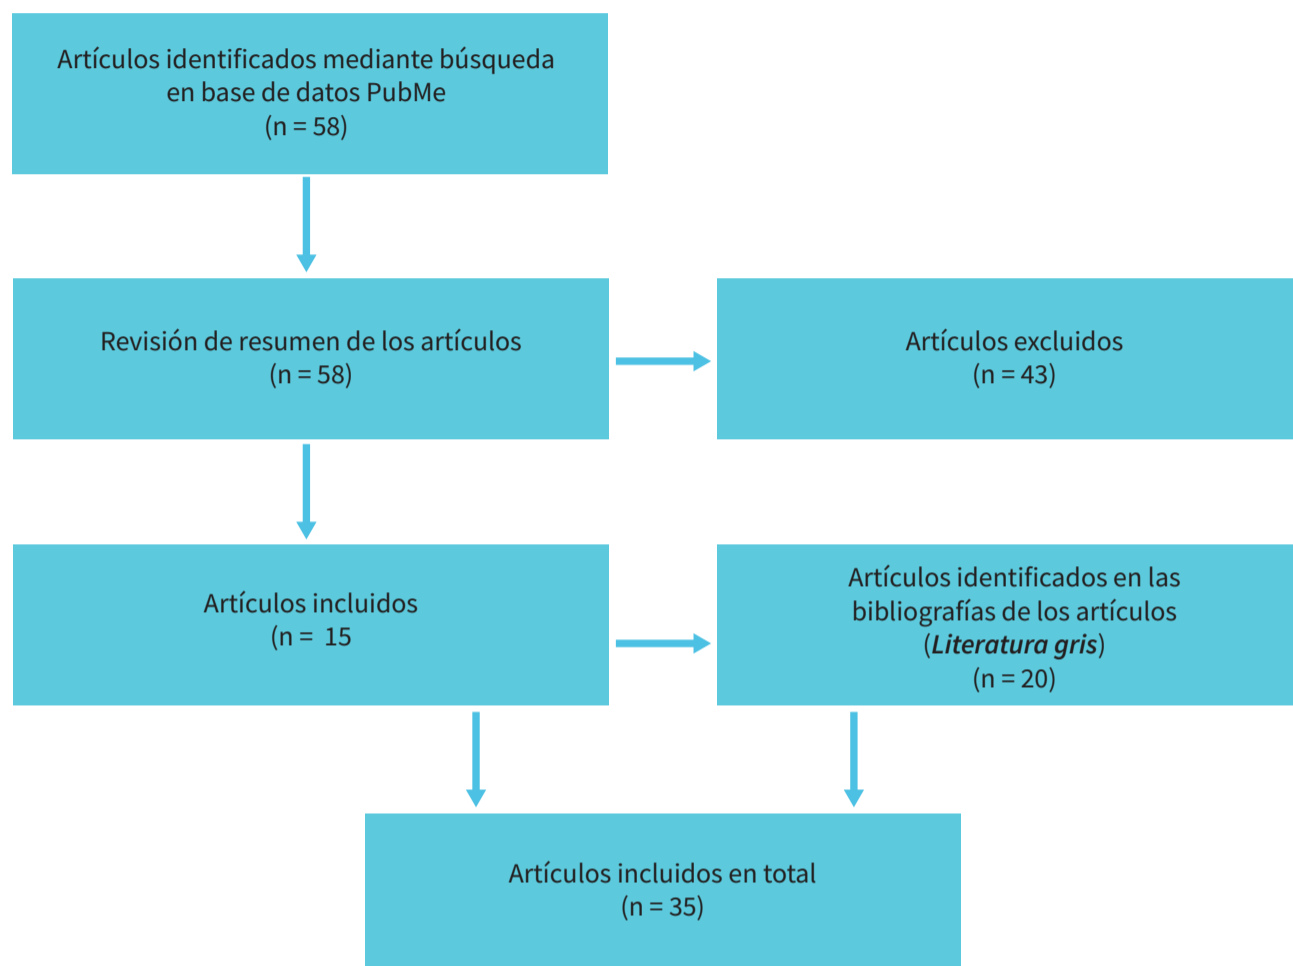 Artículos identificados mediante búsqueda
en base de datos PubMe
(n = 58)
Revisión de resumen de los artículos
(n = 58)
Artículos excluidos
(n = 43)
Artículos incluidos
(n =  15
Artículos identificados en las
bibliografías de los artículos
(Literatura gris)
(n = 20)
Artículos incluidos en total
(n = 35)